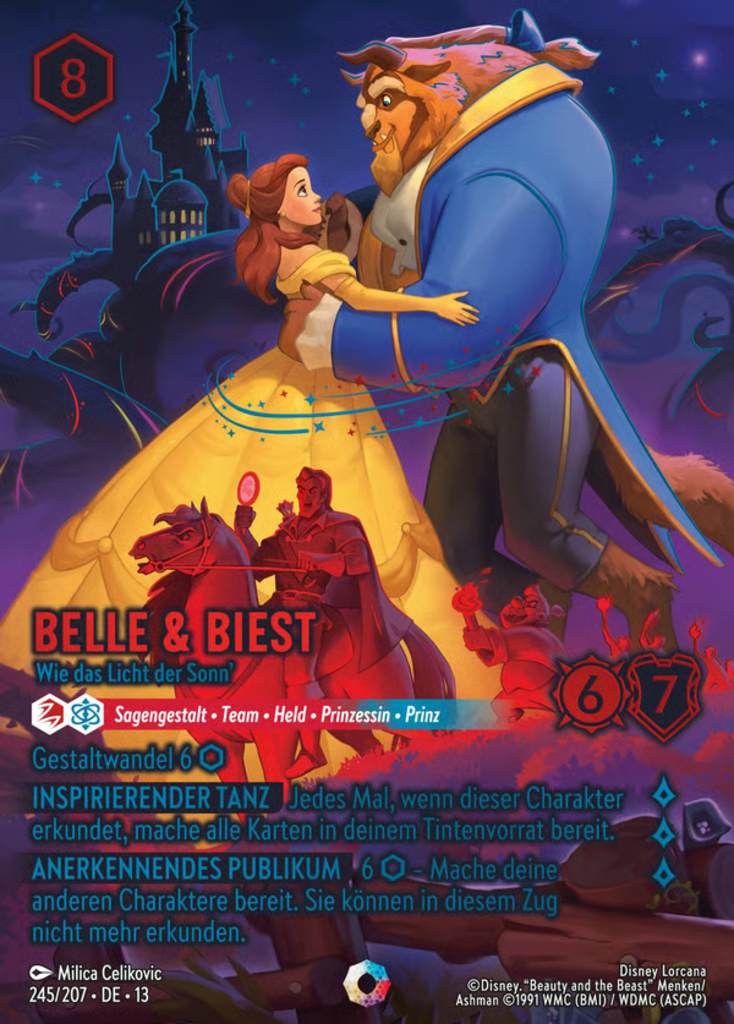 8
BELLE & BIEST
Wie das Licht der Sonn'
6 7
Sagengestalt • Team • Held • Prinzessin • Prinz
Gestaltwandel 6
INSPIRIERENDER TANZ Jedes Mal, wenn dieser Charakter
erkundet, mache alle Karten in deinem Tintenvorrat bereit.
ANERKENNENDES PUBLIKUM 6 – Mache deine
anderen Charaktere bereit. Sie können in diesem Zug
nicht mehr erkunden.
Milica Celikovic
245/207 • DE • 13
Disney Lorcana
©Disney. "Beauty and the Beast" Menken/
Ashman ©1991 WMC (BMI) / WDMC (ASCAP)